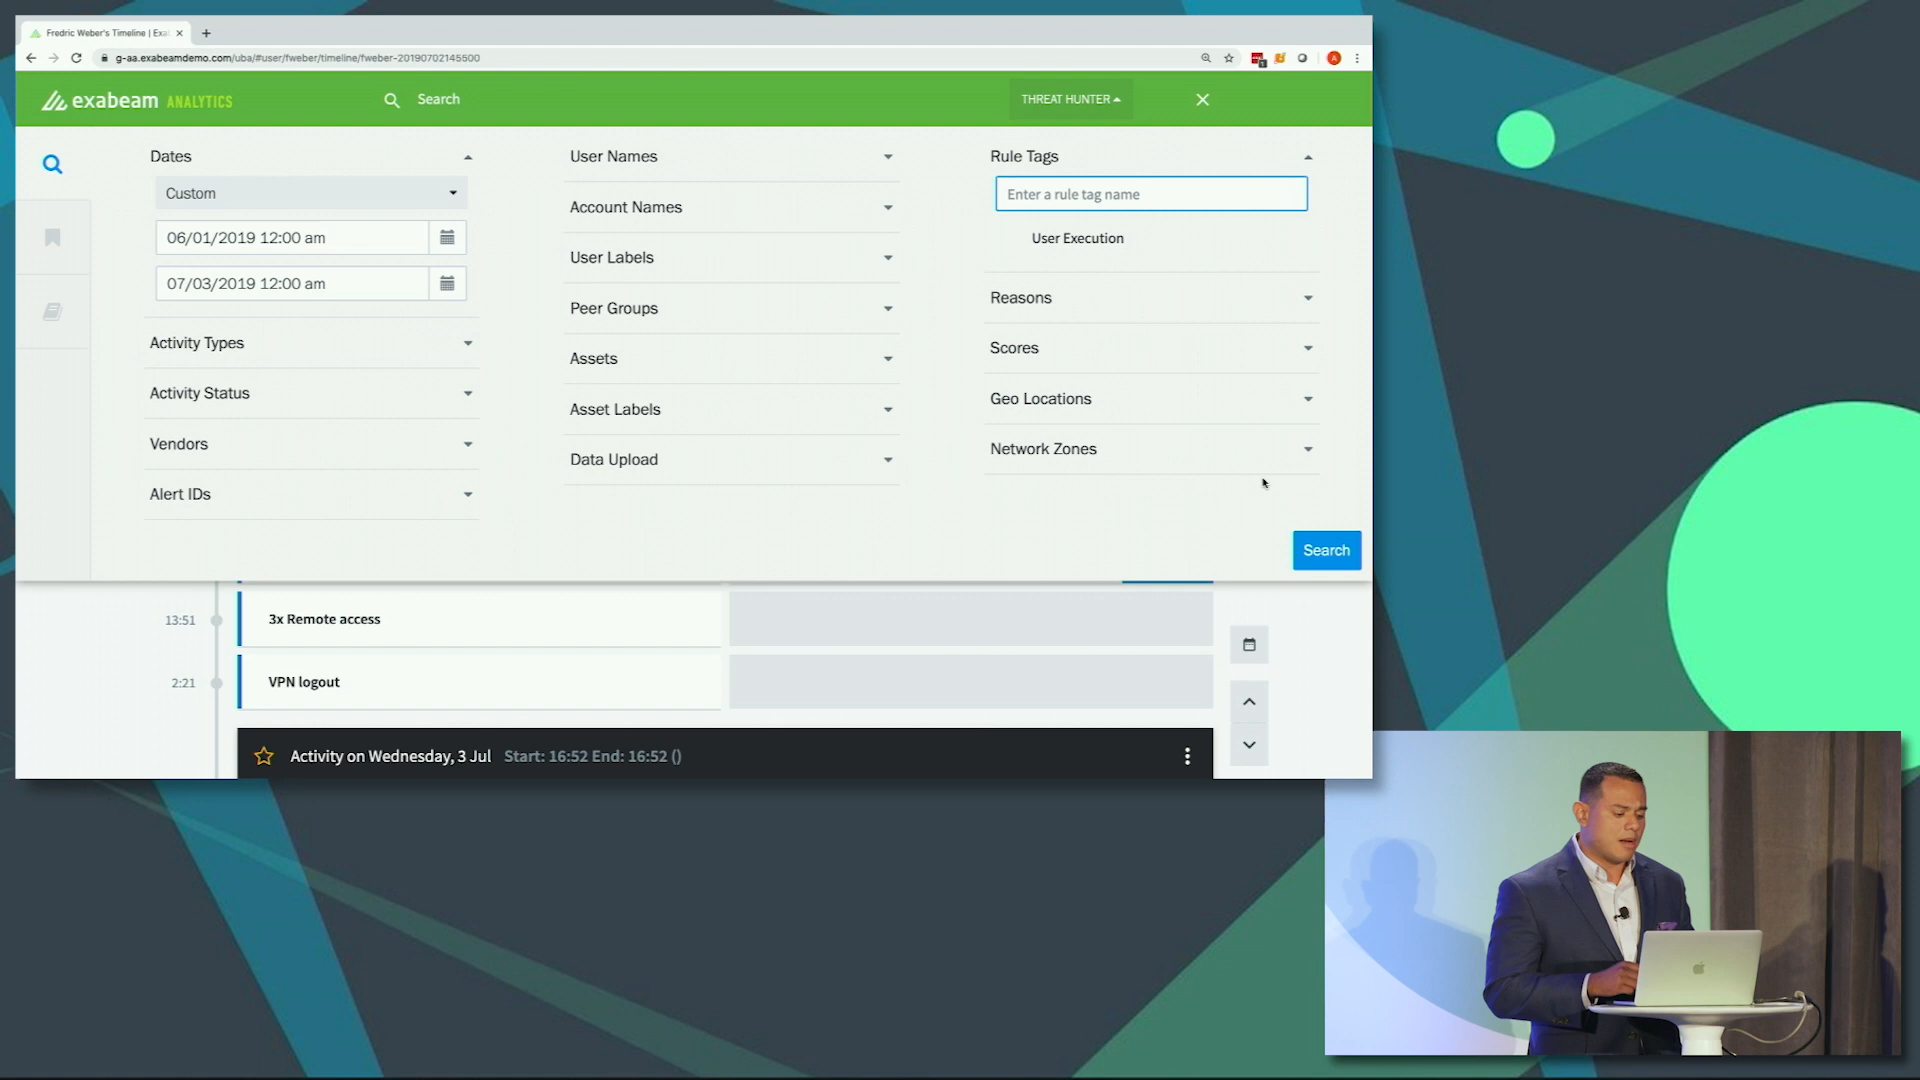 Fredric Weber's Timeline | Exa
g-aa.exabeamdemo.com/uba/#user/fweber/timeline/fweber-20190702145500
A
1
exabeam ANALYTICS
Search
THREAT HUNTER
Dates
Custom
06/01/2019 12:00 am
07/03/2019 12:00 am
Activity Types
Activity Status
Vendors
Alert IDs
User Names
Account Names
User Labels
Peer Groups
Assets
Asset Labels
Data Upload
Rule Tags
Enter a rule tag name
User Execution
Reasons
Scores
Geo Locations
Network Zones
Search
13:51
3x Remote access
2:21
VPN logout
Activity on Wednesday, 3 Jul Start: 16:52 End: 16:52 ()